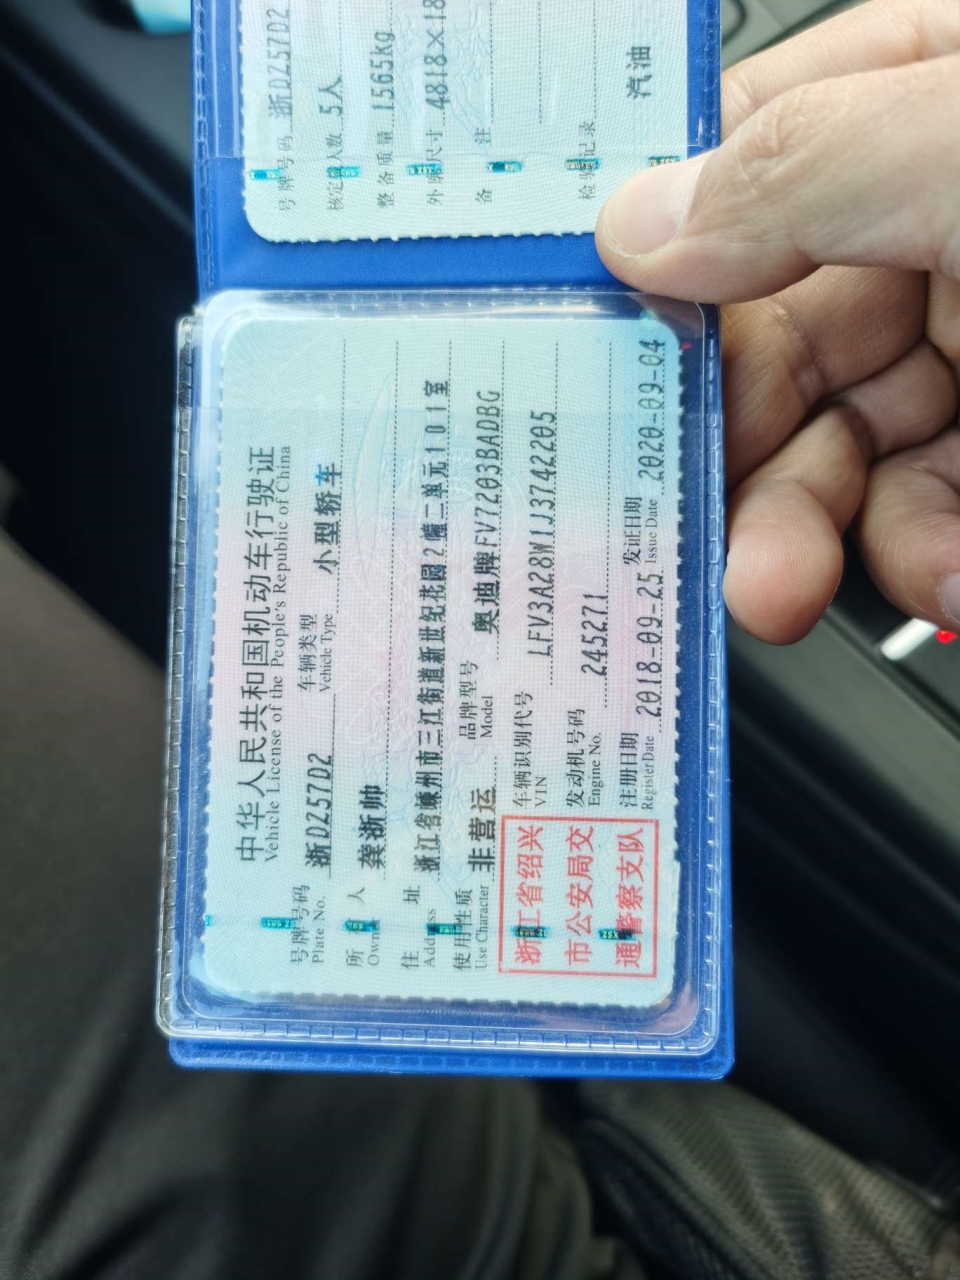 中华人民共和国机动车行驶证
Vehicle License of the People's Republic of China
号牌号码 Plate No. 浙DZ57D2 车辆类型 Vehicle Type 小型轿车
所有人 Owner 龚浙帅
住址 Address 浙江省嵊州市三江街道新世纪花园2幢二单元1101室
使用性质 Use Character 非营运 品牌型号 Model 奥迪牌FV7203BADBG
车辆识别代号 VIN LFV3A28W1J3742205
发动机号码 Engine No. 245271
注册日期 Register Date 2018-09-25 发证日期 Issue Date 2020-09-04
浙江省绍兴
市公安局交
通警察支队
号牌号码 浙DZ57D2
核定载人数 5人
整备质量 1565kg
外廓尺寸 4818×18
备注
检验记录 汽油